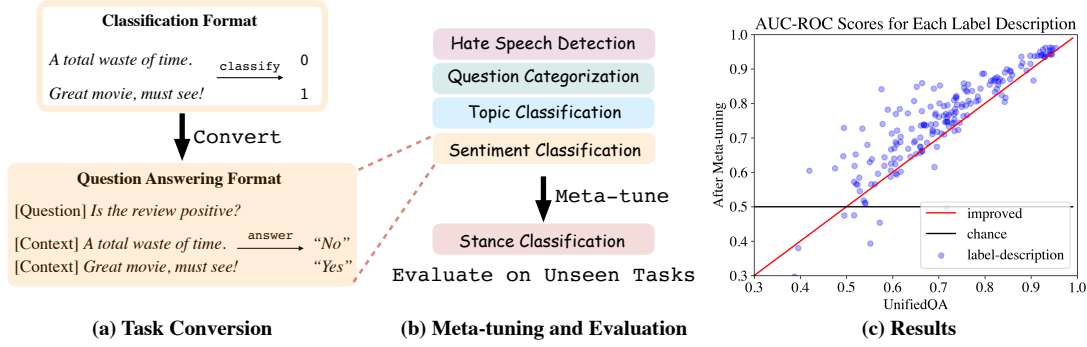 Classification Format
A total waste of time. classify 0
Great movie, must see! 1
Convert
Question Answering Format
[Question] Is the review positive?
[Context] A total waste of time. answer “No”
[Context] Great movie, must see! “Yes”
(a) Task Conversion
Hate Speech Detection
Question Categorization
Topic Classification
Sentiment Classification
Meta-tune
Stance Classification
Evaluate on Unseen Tasks
(b) Meta-tuning and Evaluation
AUC-ROC Scores for Each Label Description
After Meta-tuning
1.0
0.9
0.8
0.7
0.6
0.5
0.4
0.3
improved
chance
label-description
0.3 0.4 0.5 0.6 0.7 0.8 0.9 1.0
UnifiedQA
(c) Results